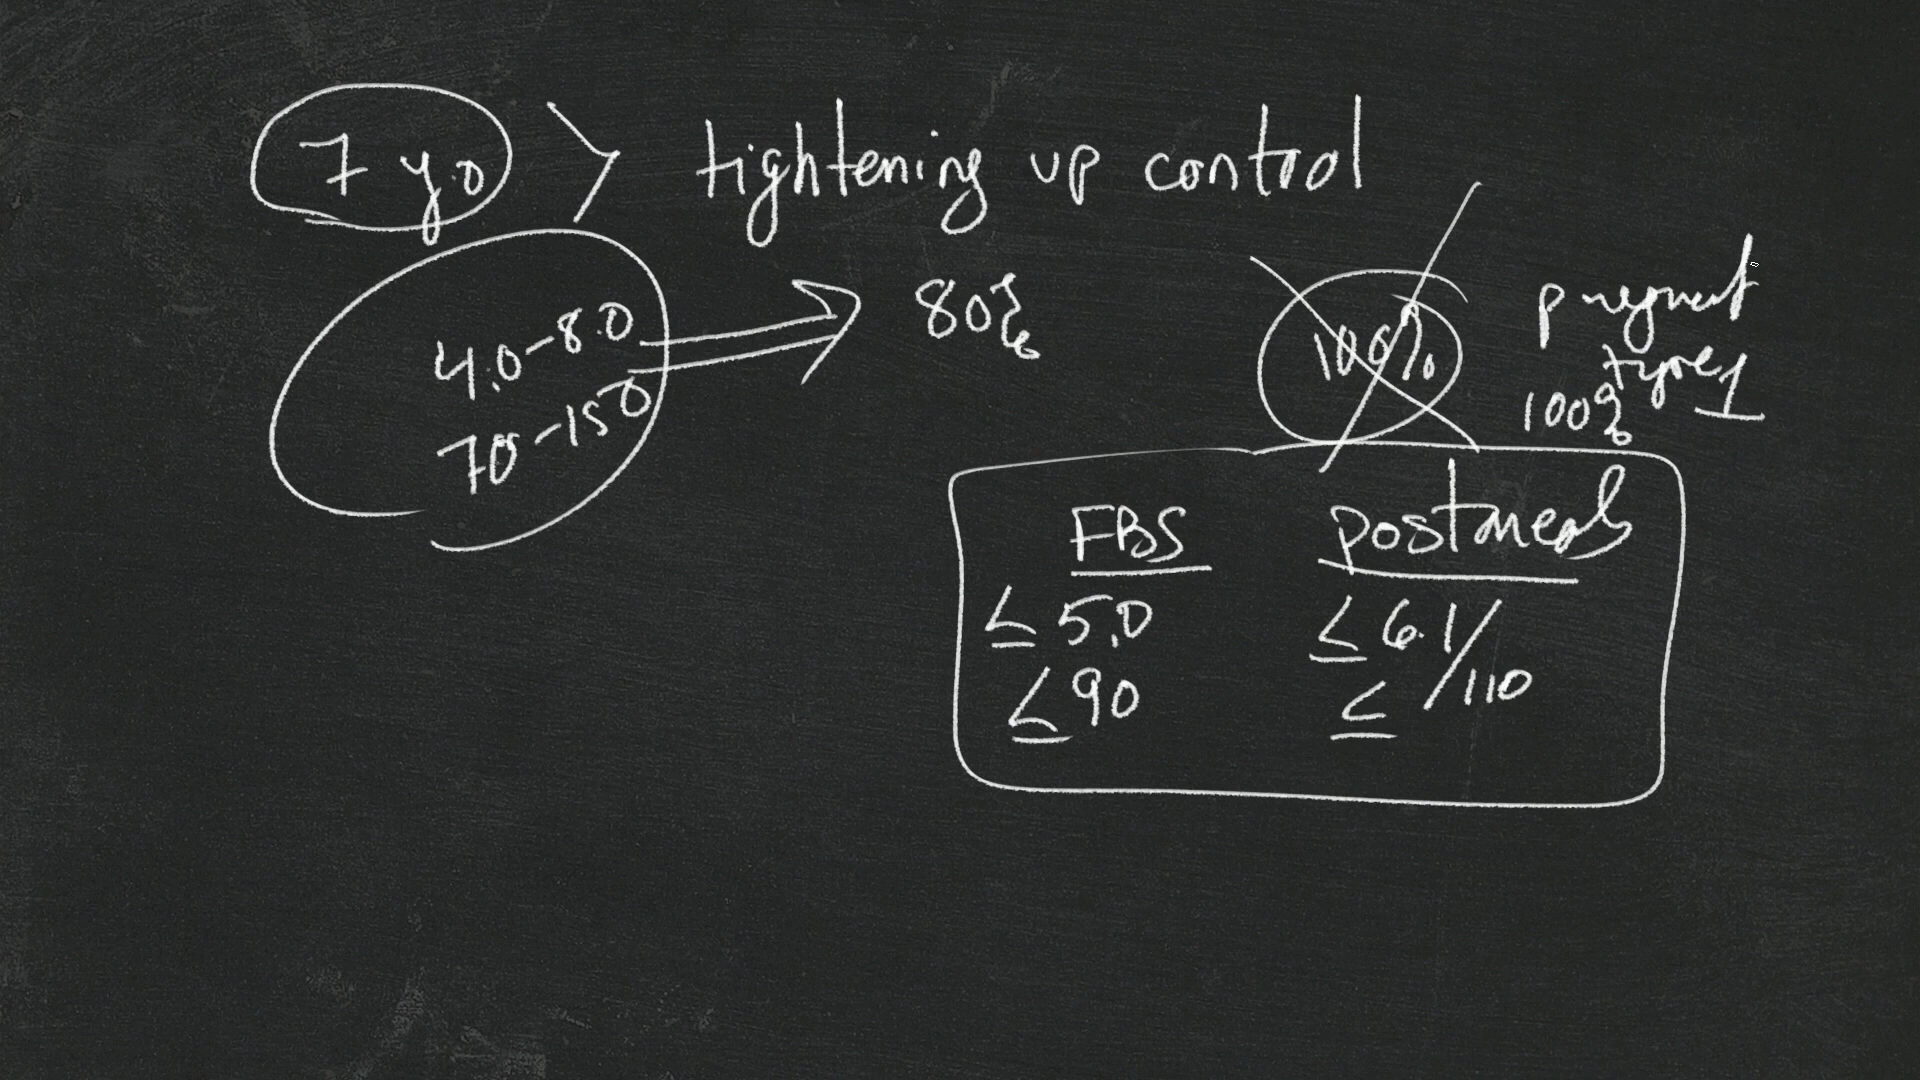 7 y.o > tightening up control
4.0-8.0 80%
70-150
100%
pregnant
type 1
100%
FBS postmeals
≤ 5.0 ≤ 6.1/
≤ 90 ≤ /110